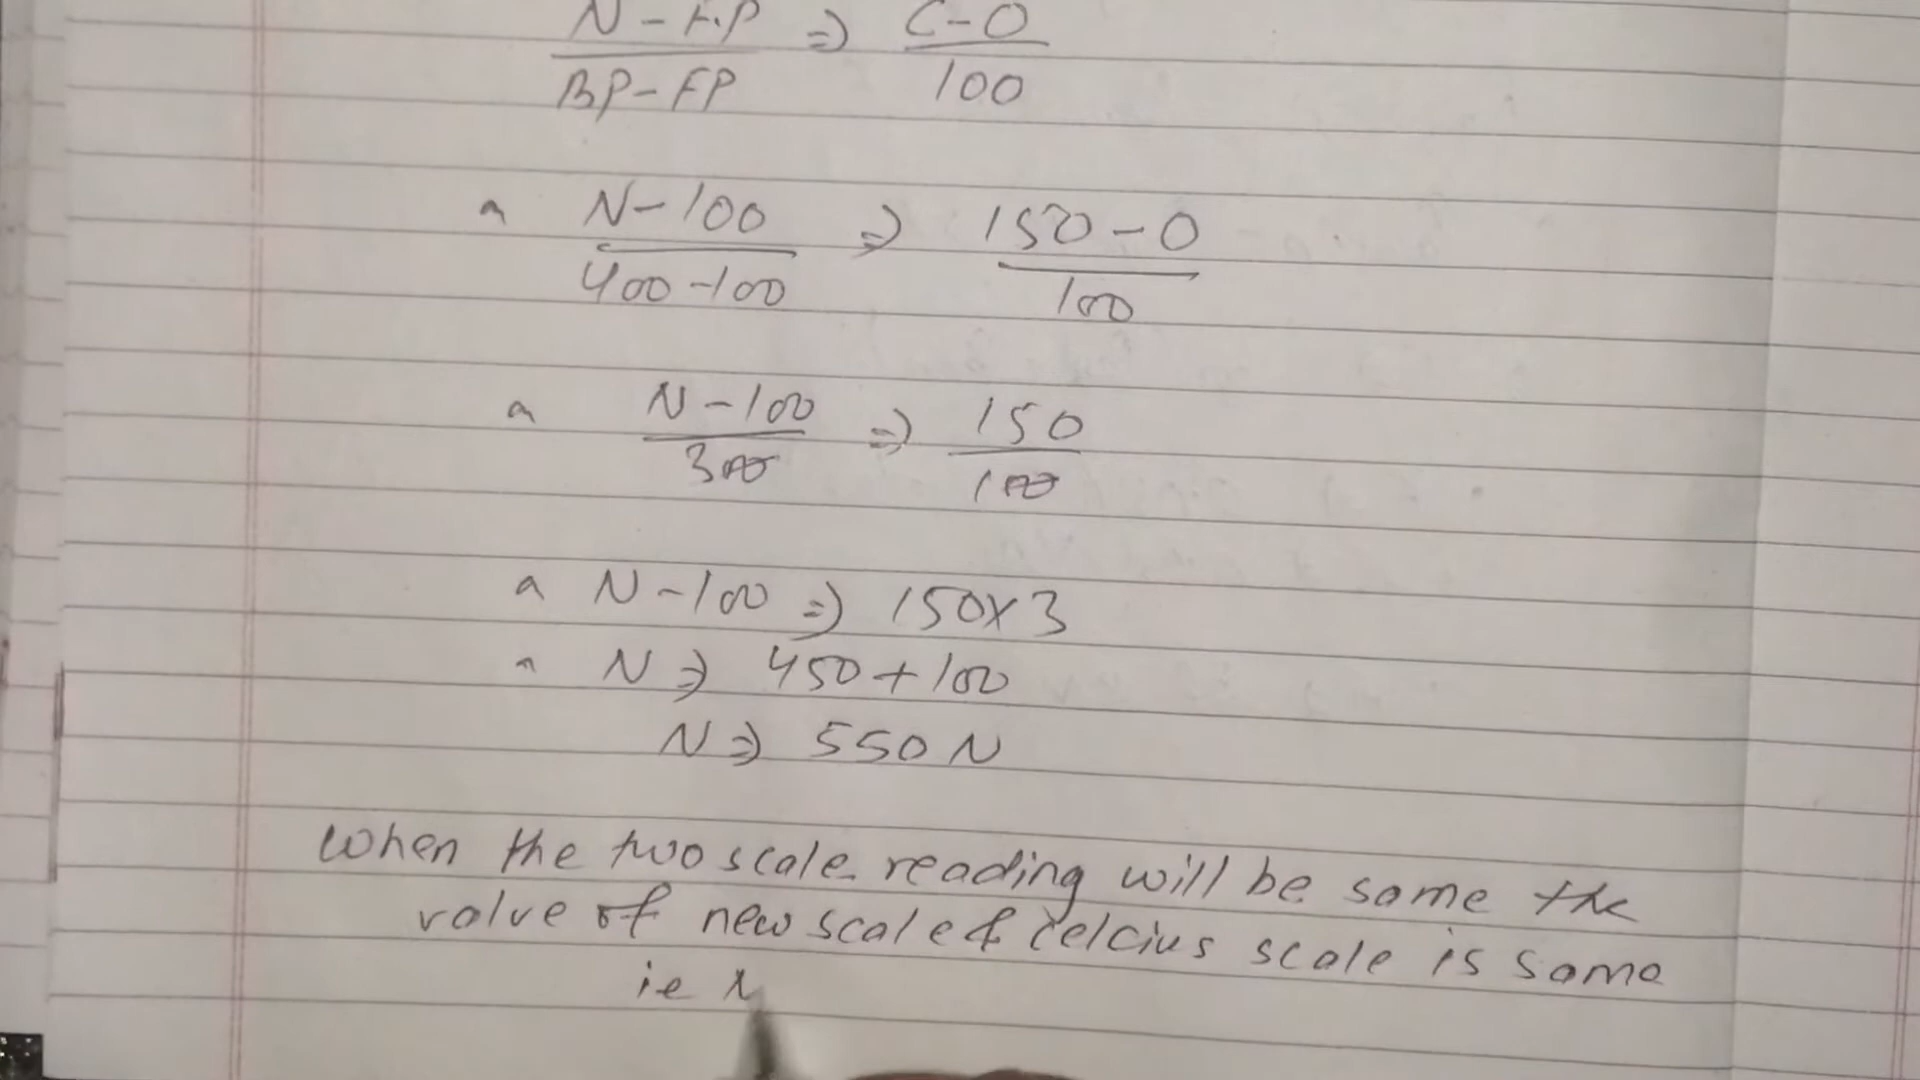 N - F.P => C - 0
BP - FP 100
N - 100 => 150 - 0
400 - 100 100
N - 100 => 150
300 100
N - 100 => 150 x 3
N => 450 + 100
N => 550 N
When the two scale reading will be same the
value of new scale & celcius scale is same
ie